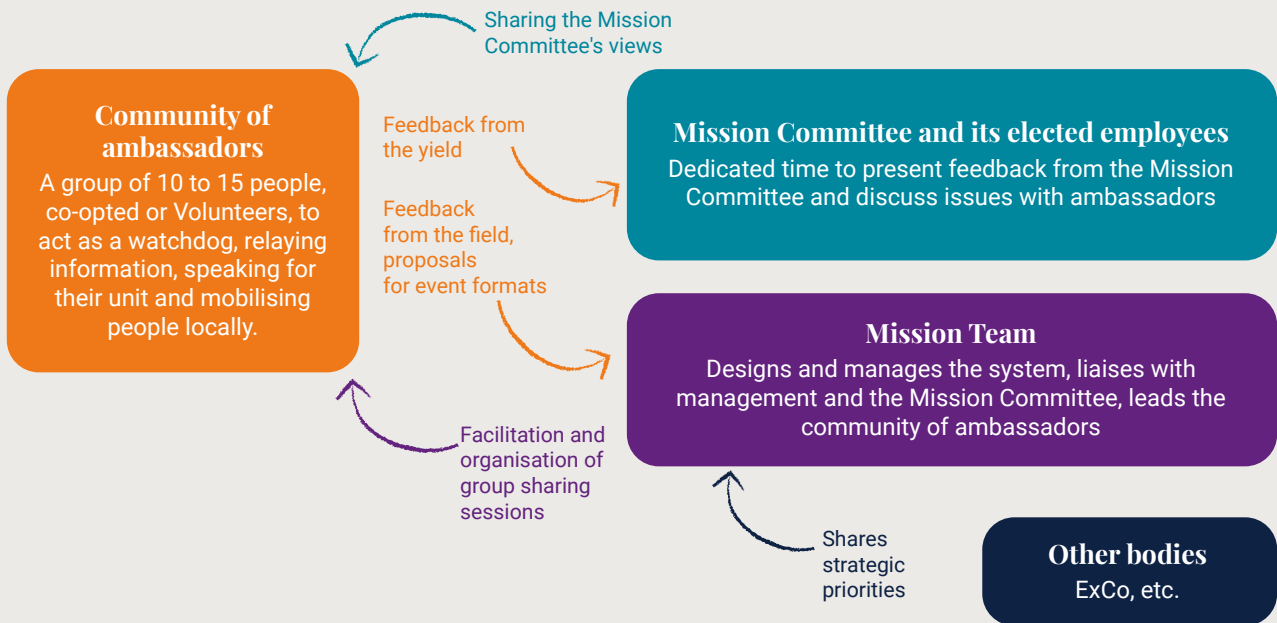 Sharing the Mission
Committee's views
Community of
ambassadors
A group of 10 to 15 people,
co-opted or Volunteers, to
act as a watchdog, relaying
information, speaking for
their unit and mobilising
people locally.
Feedback from
the yield
Feedback
from the field,
proposals
for event formats
Mission Committee and its elected employees
Dedicated time to present feedback from the Mission
Committee and discuss issues with ambassadors
Mission Team
Designs and manages the system, liaises with
management and the Mission Committee, leads the
community of ambassadors
Facilitation and
organisation of
group sharing
sessions
Shares
strategic
priorities
Other bodies
ExCo, etc.